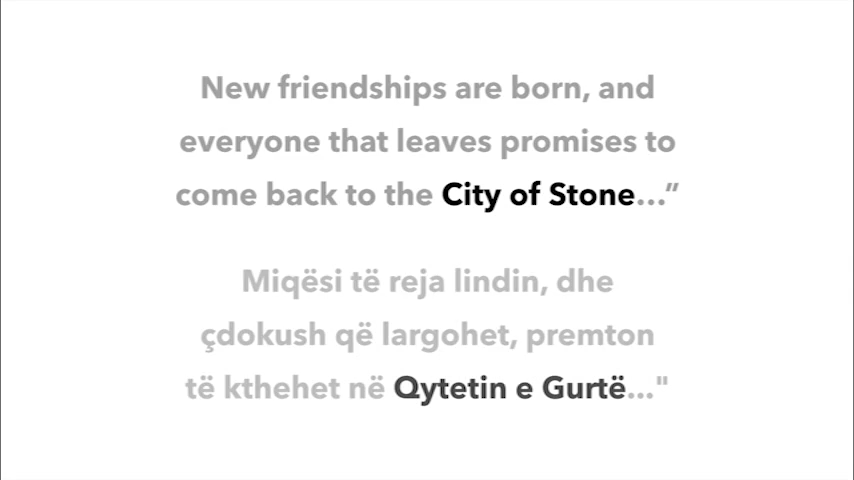 New friendships are born, and
everyone that leaves promises to
come back to the City of Stone...”
Miqësi të reja lindin, dhe
çdokush që largohet, premton
të kthehet në Qytetin e Gurtë..."